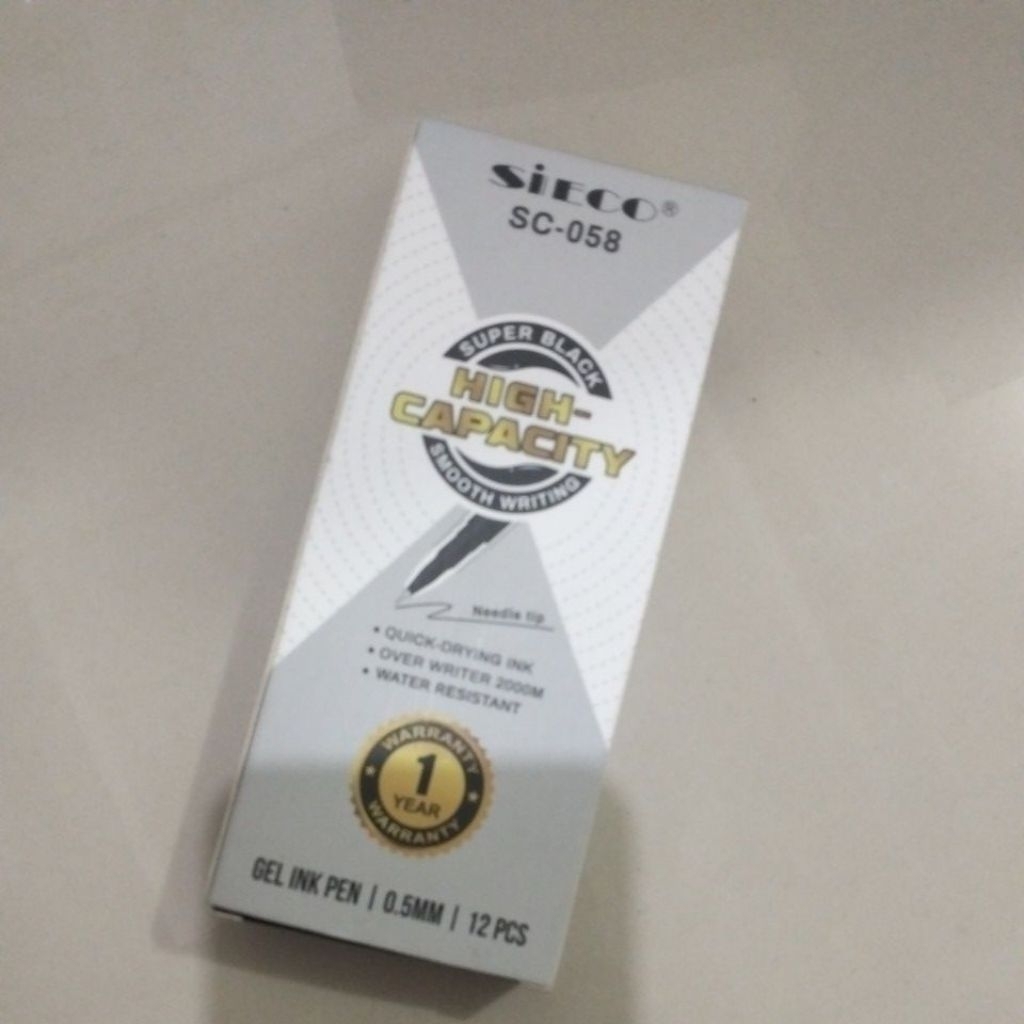 SiECO®
SC-058
SUPER BLACK
HIGH-
CAPACITY
SMOOTH WRITING
Needle tip
• QUICK-DRYING INK
• OVER WRITER 2000M
• WATER RESISTANT
WARRANTY
1
YEAR
WARRANTY
GEL INK PEN | 0.5MM | 12 PCS